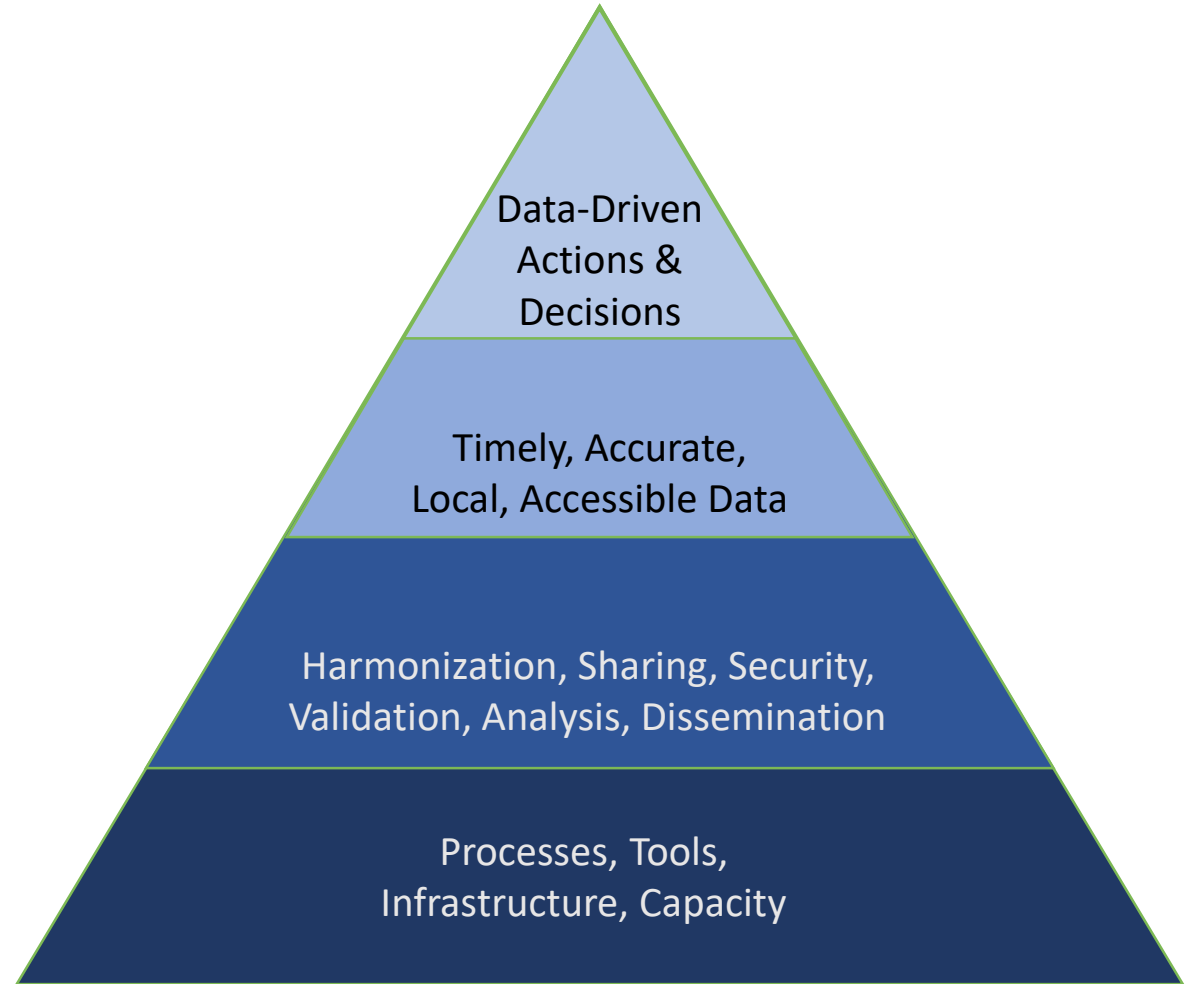 Data-Driven
Actions &
Decisions
Timely, Accurate,
Local, Accessible Data
Harmonization, Sharing, Security,
Validation, Analysis, Dissemination
Processes, Tools,
Infrastructure, Capacity